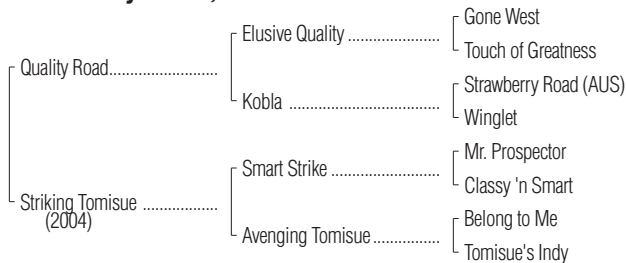 Gone West
Elusive Quality ....................
Touch of Greatness
Quality Road........................
Strawberry Road (AUS)
Kobla .................................
Winglet
Mr. Prospector
Smart Strike ........................
Classy 'n Smart
Striking Tomisue ................
(2004)
Belong to Me
Avenging Tomisue...............
Tomisue's Indy